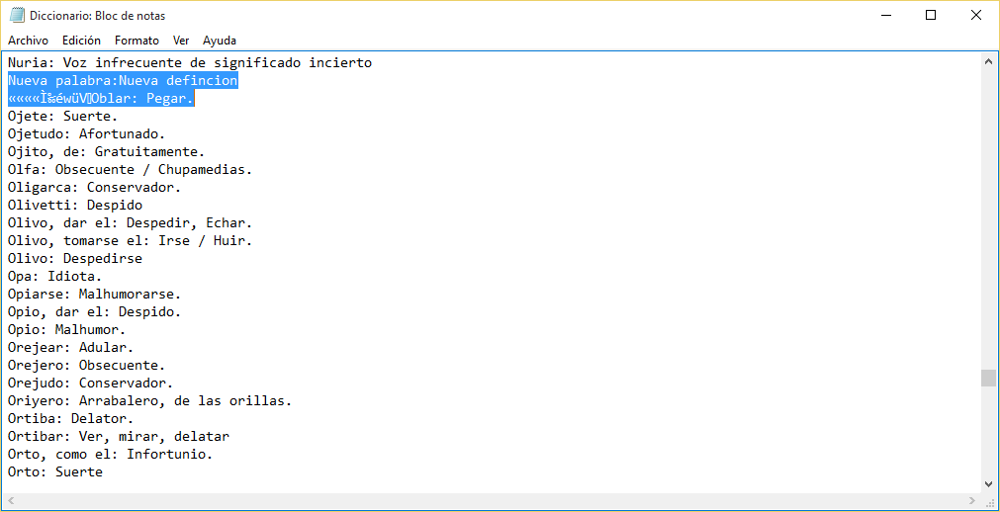 Diccionario: Bloc de notas
Archivo Edición Formato Ver Ayuda
Nuria: Voz infrecuente de significado incierto
Nueva palabra:Nueva defincion
««««Ì‰éwüV▯Oblar: Pegar.
Ojete: Suerte.
Ojetudo: Afortunado.
Ojito, de: Gratuitamente.
Olfa: Obsecuente / Chupamedias.
Oligarca: Conservador.
Olivetti: Despido
Olivo, dar el: Despedir, Echar.
Olivo, tomarse el: Irse / Huir.
Olivo: Despedirse
Opa: Idiota.
Opiarse: Malhumorarse.
Opio, dar el: Despido.
Opio: Malhumor.
Orejear: Adular.
Orejero: Obsecuente.
Orejudo: Conservador.
Oriyero: Arrabalero, de las orillas.
Ortiba: Delator.
Ortibar: Ver, mirar, delatar
Orto, como el: Infortunio.
Orto: Suerte